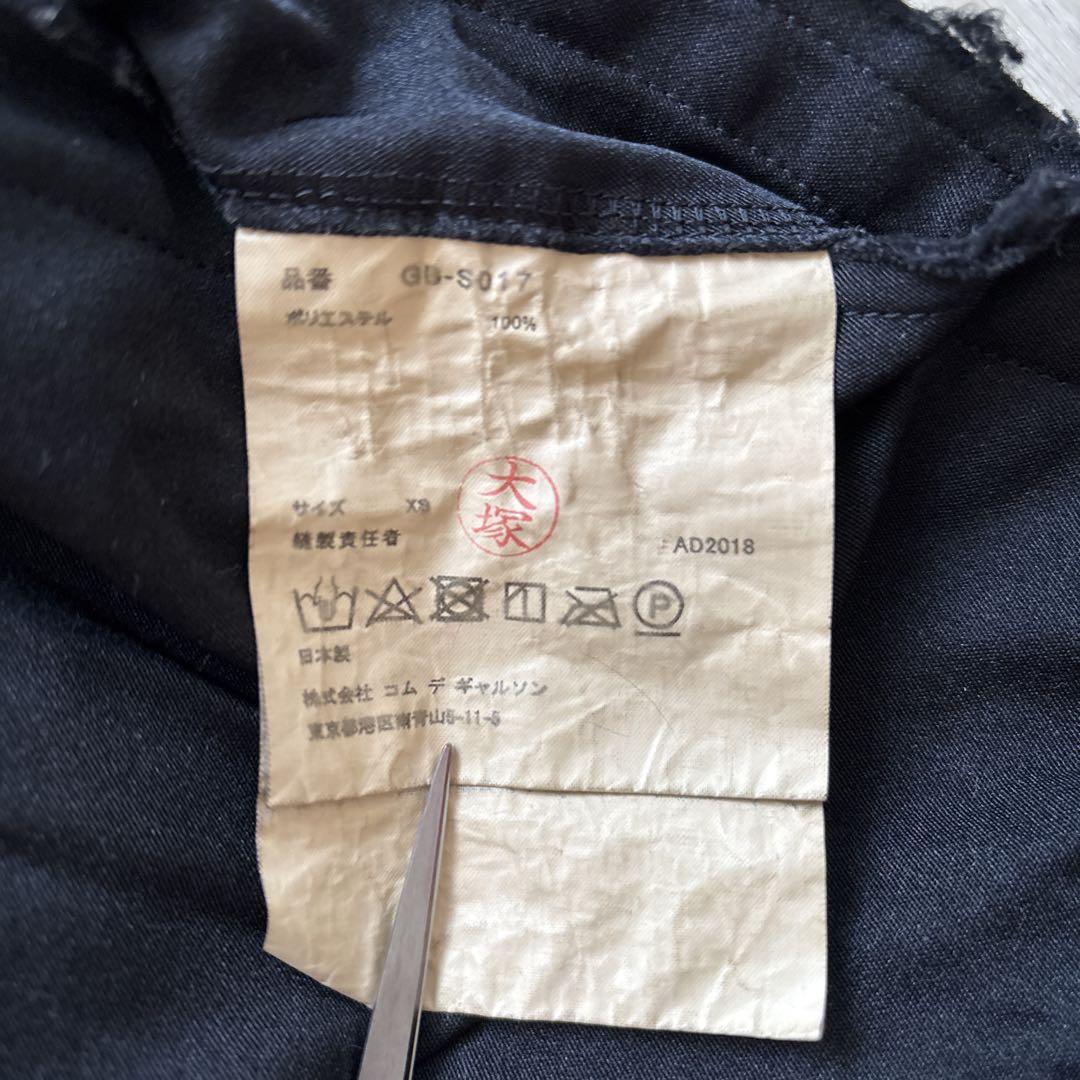 品番 GB-S017
ポリエステル 100%
サイズ XS
大塚
縫製責任者 AD2018
P
日本製
株式会社 コム デ ギャルソン
東京都港区南青山5-11-5